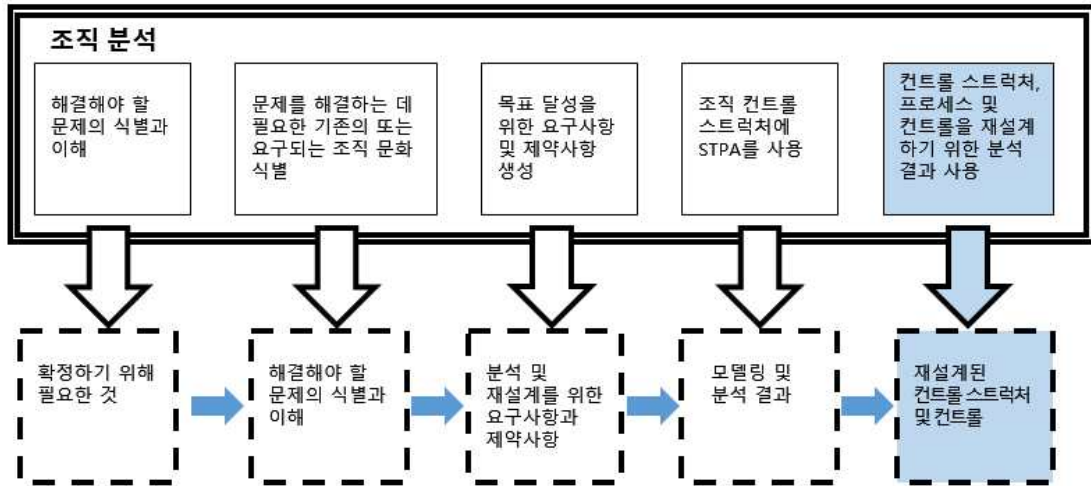 조직 분석
해결해야 할
문제의 식별과
이해
문제를 해결하는 데
필요한 기존의 또는
요구되는 조직 문화
식별
목표 달성을
위한 요구사항
및 제약사항
생성
조직 컨트롤
스트럭처에
STPA를 사용
컨트롤 스트럭처,
프로세스 및
컨트롤을 재설계
하기 위한 분석
결과 사용
확정하기 위해
필요한 것
해결해야 할
문제의 식별과
이해
분석 및
재설계를 위한
요구사항과
제약사항
모델링 및
분석 결과
재설계된
컨트롤 스트럭처
및 컨트롤